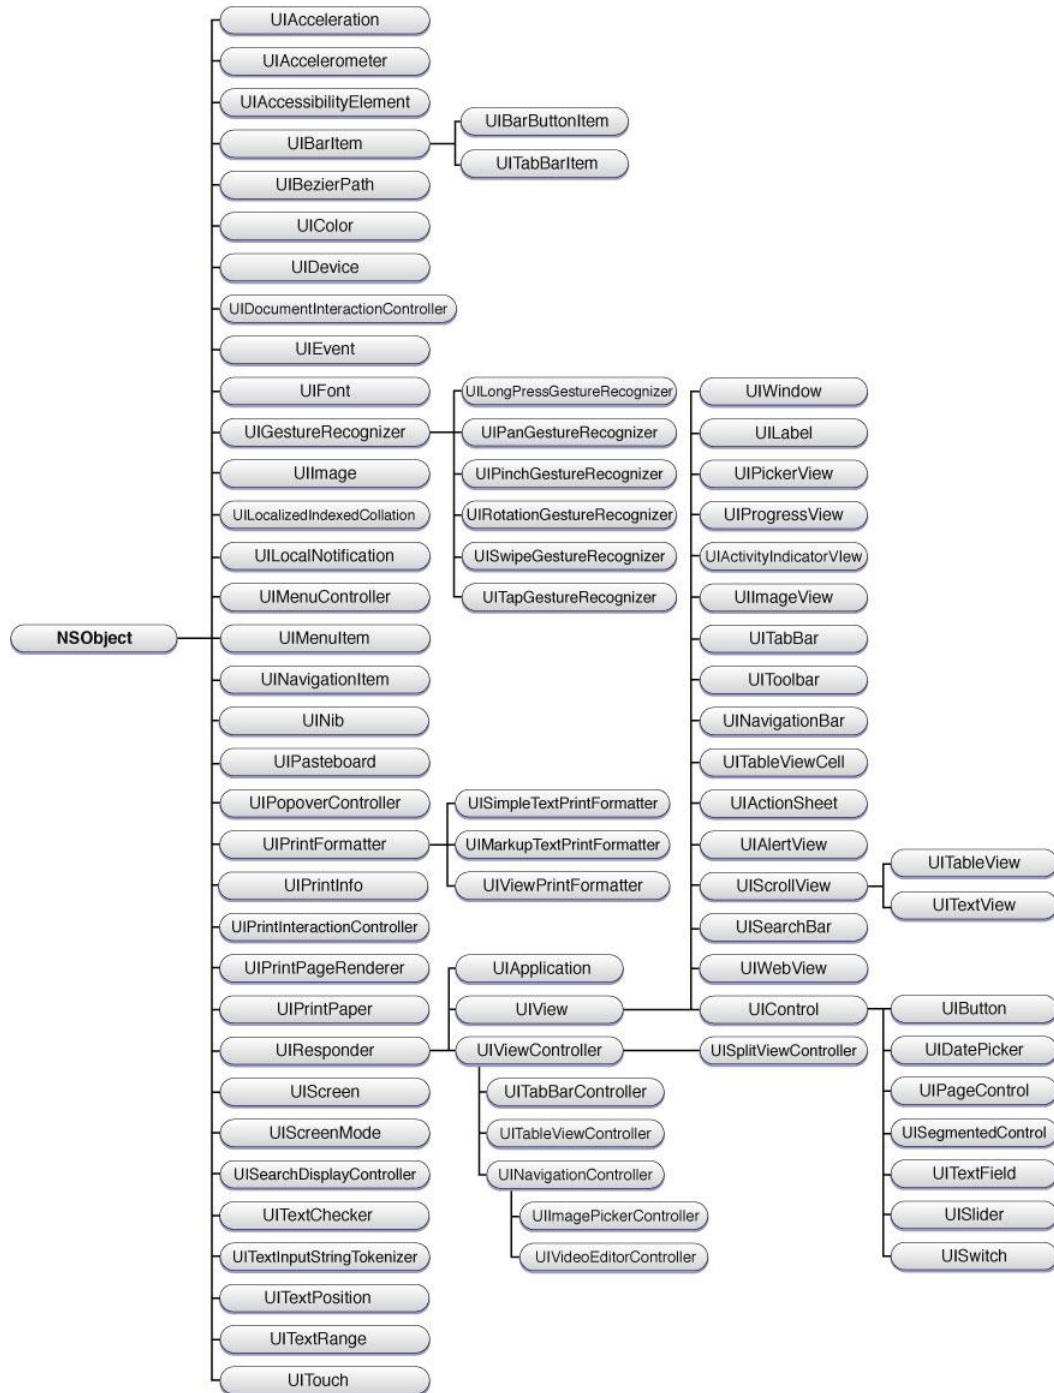 UIAcceleration
UIAccelerometer
UIAccessibilityElement
UIBarButtonItem
UIBarItem
UITabBarItem
UIBezierPath
UIColor
UIDevice
UIDocumentInteractionController
UIEvent
UIFont
UILongPressGestureRecognizer
UIWindow
UIGestureRecognizer
UIPanGestureRecognizer
UILabel
UIImage
UIPinchGestureRecognizer
UIPickerView
UILocalizedIndexedCollation
UIRotationGestureRecognizer
UIProgressView
UILocalNotification
UISwipeGestureRecognizer
UIActivityIndicatorVIew
UIMenuController
UITapGestureRecognizer
UIImageView
NSObject
UIMenuItem
UITabBar
UINavigationItem
UIToolbar
UINib
UINavigationBar
UIPasteboard
UITableViewCell
UIPopoverController
UISimpleTextPrintFormatter
UIActionSheet
UIPrintFormatter
UIMarkupTextPrintFormatter
UIAlertView
UITableView
UIPrintInfo
UIViewPrintFormatter
UIScrollView
UITextView
UIPrintInteractionController
UISearchBar
UIPrintPageRenderer
UIApplication
UIWebView
UIPrintPaper
UIView
UIControl
UIButton
UIResponder
UIViewController
UISplitViewController
UIDatePicker
UIScreen
UITabBarController
UIPageControl
UIScreenMode
UITableViewController
UISegmentedControl
UISearchDisplayController
UINavigationController
UITextField
UITextChecker
UIImagePickerController
UISlider
UITextInputStringTokenizer
UIVideoEditorController
UISwitch
UITextPosition
UITextRange
UITouch